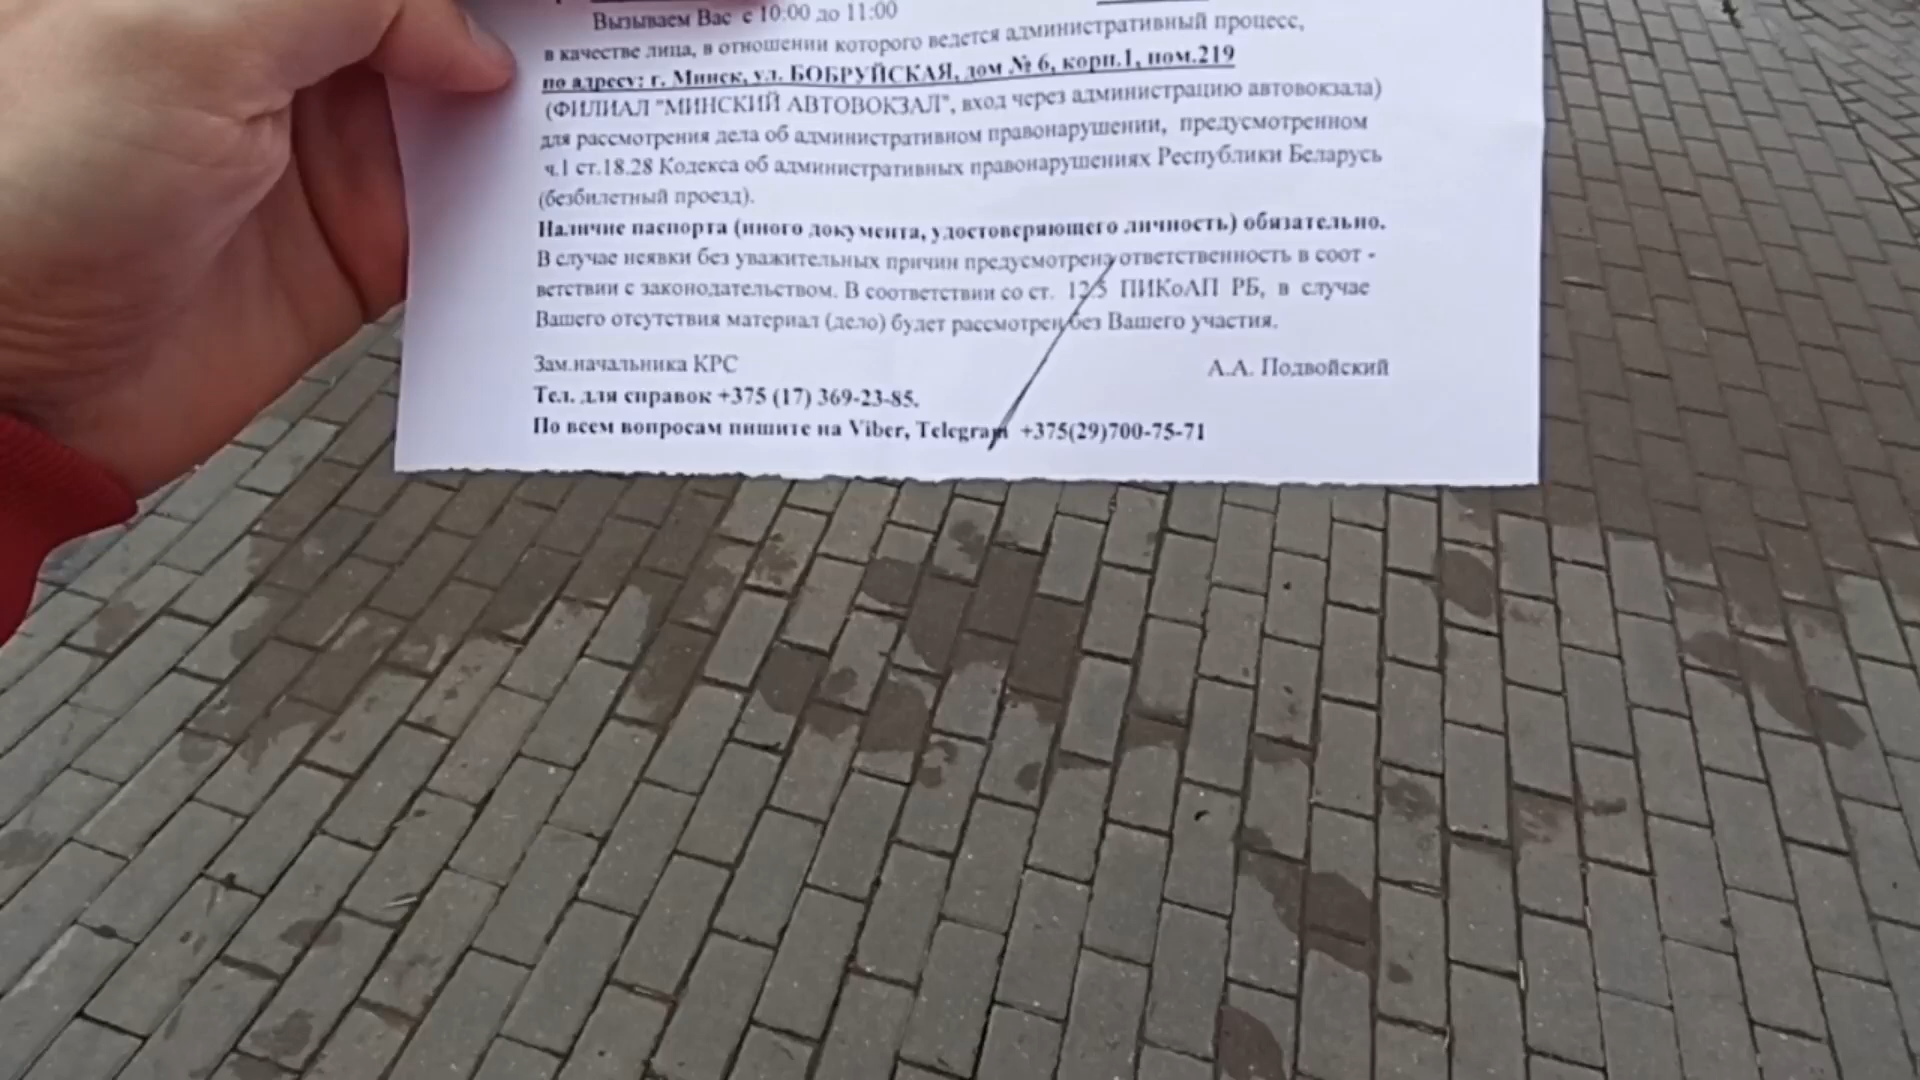 Вызываем Вас с 10:00 до 11:00
в качестве лица, в отношении которого ведется административный процесс,
по адресу: г. Минск, ул. БОБРУЙСКАЯ, дом № 6, корп.1, пом.219
(ФИЛИАЛ "МИНСКИЙ АВТОВОКЗАЛ", вход через администрацию автовокзала)
для рассмотрения дела об административном правонарушении, предусмотренном
ч.1 ст.18.28 Кодекса об административных правонарушениях Республики Беларусь
(безбилетный проезд).
Наличие паспорта (иного документа, удостоверяющего личность) обязательно.
В случае неявки без уважительных причин предусмотрена ответственность в соот -
ветствии с законодательством. В соответствии со ст. 12.5 ПИКоАП РБ, в случае
Вашего отсутствия материал (дело) будет рассмотрен без Вашего участия.
Зам.начальника КРС А.А. Подвойский
Тел. для справок +375 (17) 369-23-85.
По всем вопросам пишите на Viber, Telegram +375(29)700-75-71